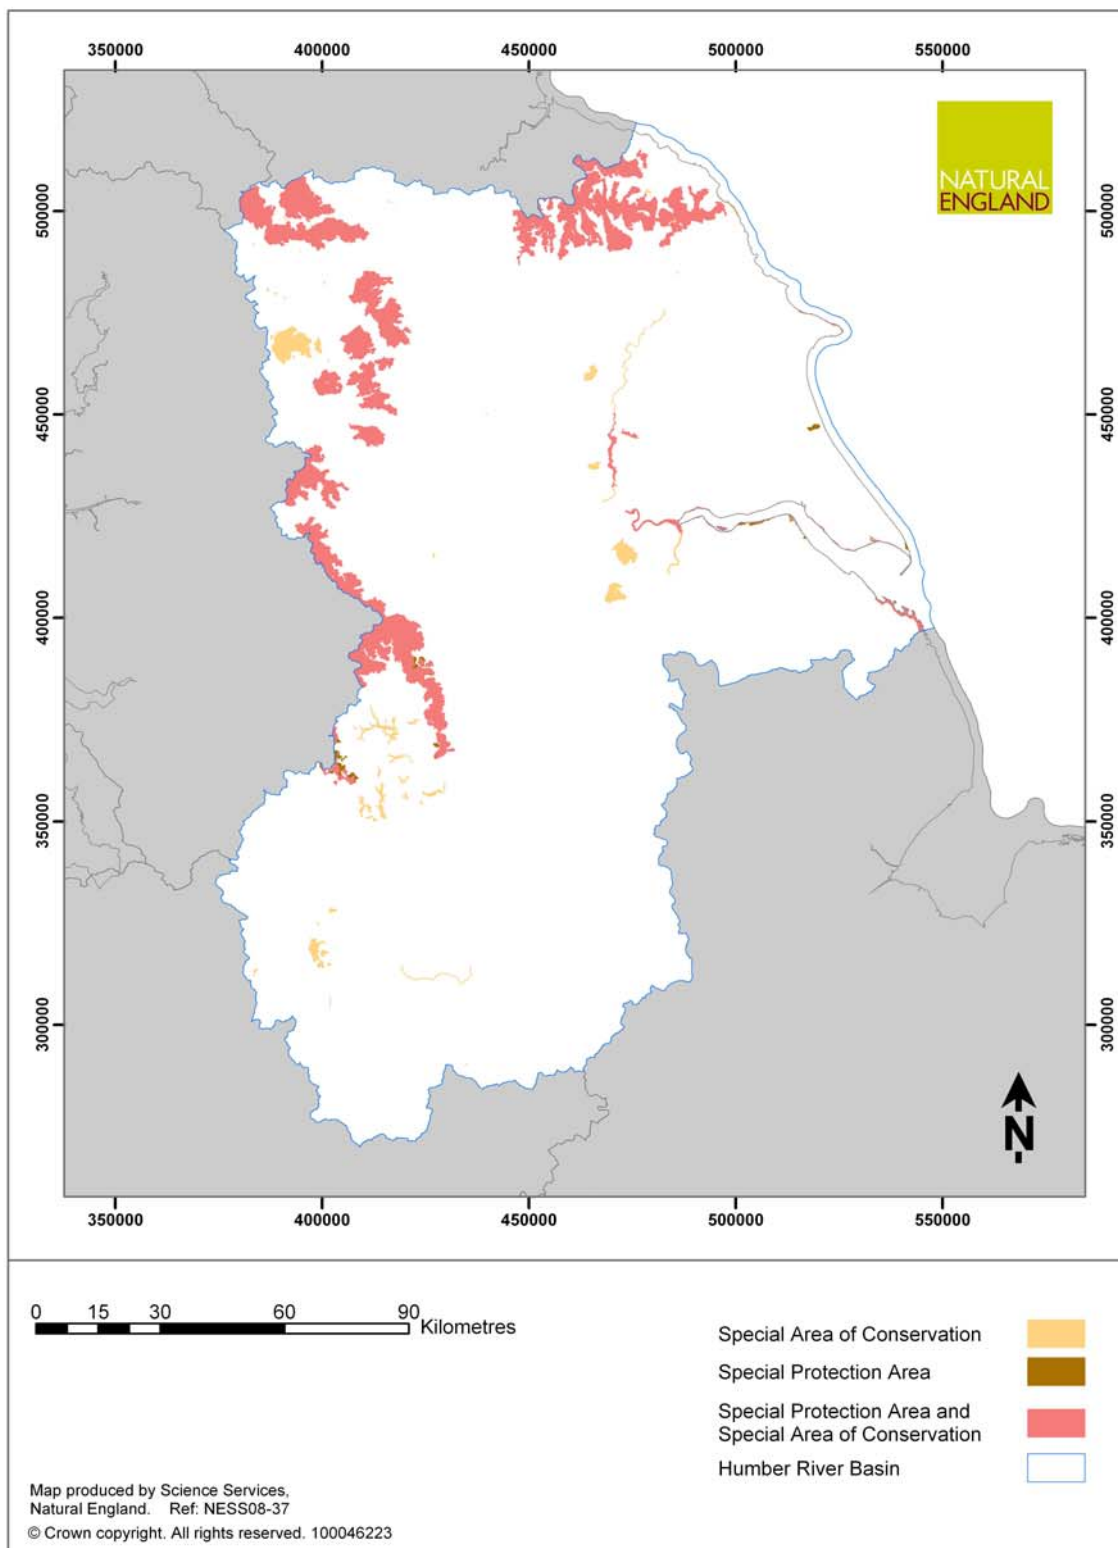 350000 400000 450000 500000 550000
NATURAL
ENGLAND
500000 500000
450000 450000
400000 400000
350000 350000
300000 300000
N
350000 400000 450000 500000 550000
0 15 30 60 90
Kilometres
Special Area of Conservation
Special Protection Area
Special Protection Area and
Special Area of Conservation
Humber River Basin
Map produced by Science Services,
Natural England. Ref: NESS08-37
© Crown copyright. All rights reserved. 100046223